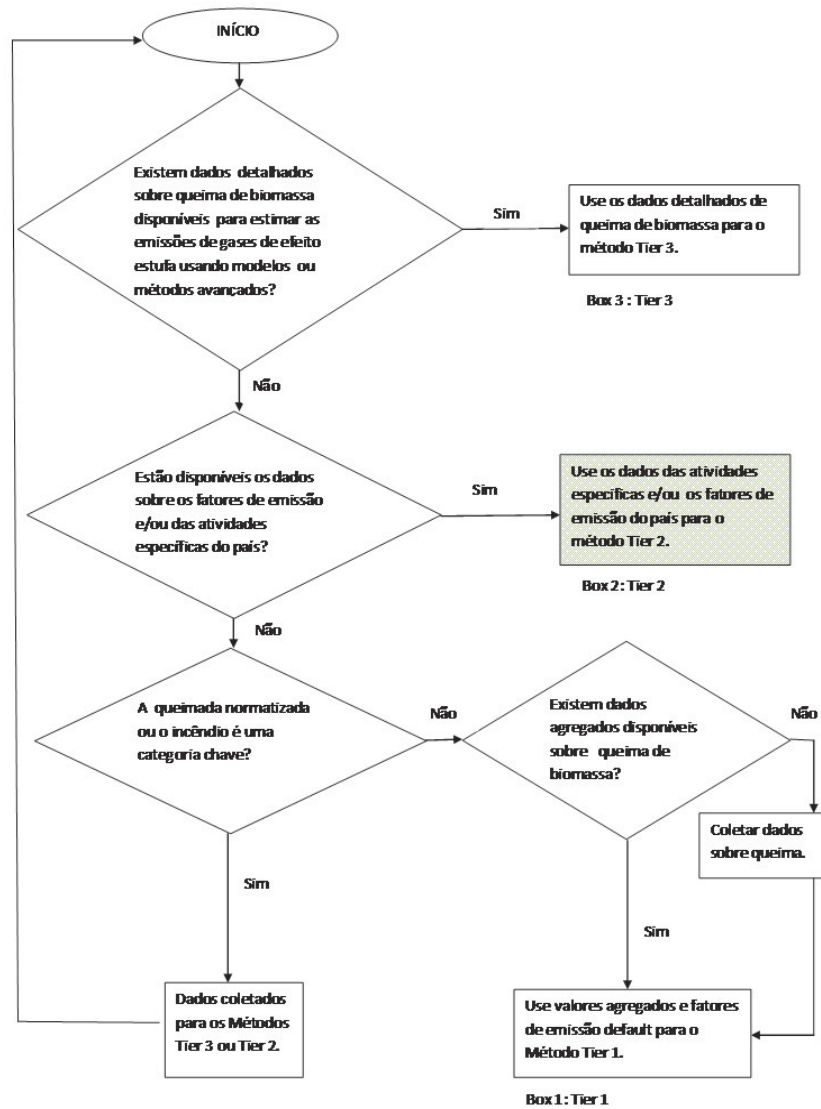 INÍCIO
Existem dados detalhados
sobre queima de biomassa
disponíveis para estimar as
emissões de gases de efeito
estufa usando modelos ou
métodos avançados?
Sim
Use os dados detalhados de
queima de biomassa para o
método Tier 3.
Box 3 : Tier 3
Não
Estão disponíveis os dados
sobre os fatores de emissão
e/ou das atividades
específicas do país?
Sim
Use os dados das atividades
específicas e/ou os fatores de
emissão do país para o
método Tier 2.
Box 2: Tier 2
Não
A queimada normatizada
ou o incêndio é uma
categoria chave?
Não
Existem dados
agregados disponíveis
sobre queima de
biomassa?
Não
Coletar dados
sobre queima.
Sim
Sim
Dados coletados
para os Métodos
Tier 3 ou Tier 2.
Use valores agregados e fatores
de emissão default para o
Método Tier 1.
Box 1: Tier 1